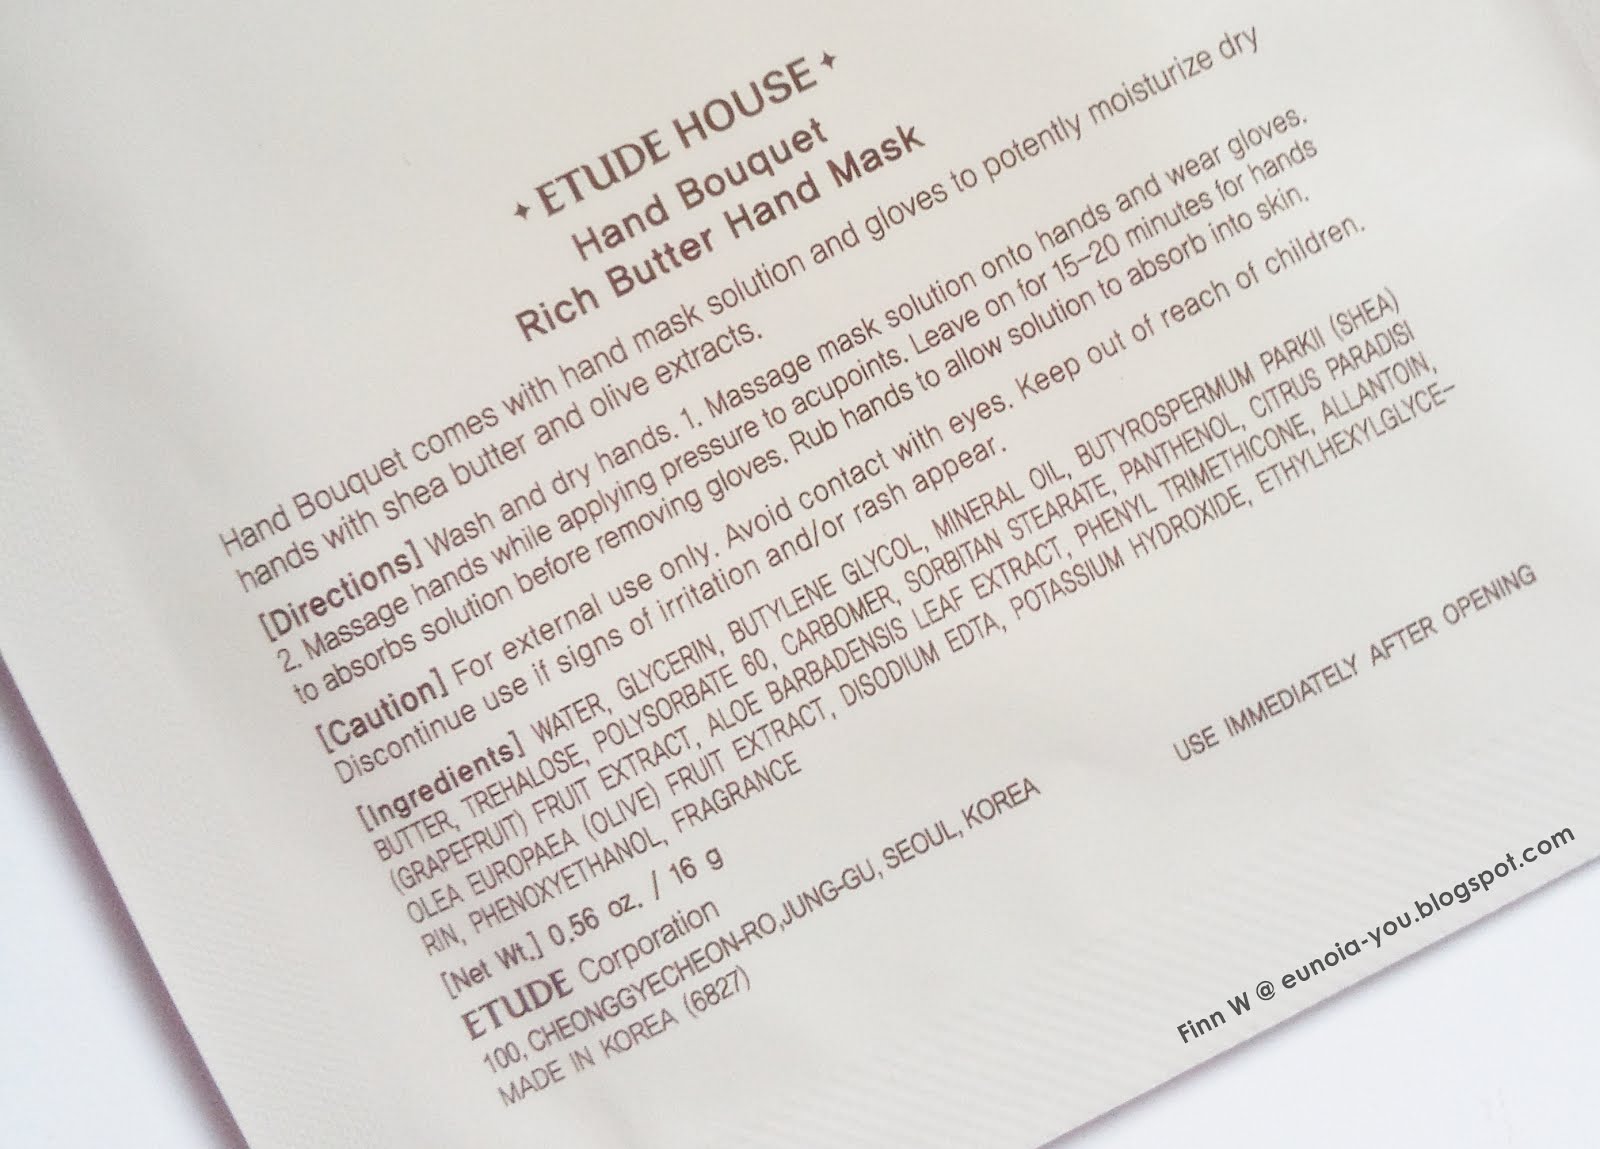 ✦ ETUDE HOUSE ✦
Hand Bouquet
Rich Butter Hand Mask
Hand Bouquet comes with hand mask solution and gloves to potently moisturize dry
hands with shea butter and olive extracts.
[Directions] Wash and dry hands. 1. Massage mask solution onto hands and wear gloves.
2. Massage hands while applying pressure to acupoints. Leave on for 15-20 minutes for hands
to absorbs solution before removing gloves. Rub hands to allow solution to absorb into skin.
[Caution] For external use only. Avoid contact with eyes. Keep out of reach of children.
Discontinue use if signs of irritation and/or rash appear.
[Ingredients] WATER, GLYCERIN, BUTYLENE GLYCOL, MINERAL OIL, BUTYROSPERMUM PARKII (SHEA)
BUTTER, TREHALOSE, POLYSORBATE 60, CARBOMER, SORBITAN STEARATE, PANTHENOL, CITRUS PARADISI
(GRAPEFRUIT) FRUIT EXTRACT, ALOE BARBADENSIS LEAF EXTRACT, PHENYL TRIMETHICONE, ALLANTOIN,
OLEA EUROPAEA (OLIVE) FRUIT EXTRACT, DISODIUM EDTA, POTASSIUM HYDROXIDE, ETHYLHEXYLGLYCE-
RIN, PHENOXYETHANOL, FRAGRANCE
[Net Wt.] 0.56 oz. / 16 g
USE IMMEDIATELY AFTER OPENING
ETUDE Corporation
100, CHEONGGYECHEON-RO,JUNG-GU, SEOUL, KOREA
MADE IN KOREA (6827)
Finn W @ eunoia-you.blogspot.com